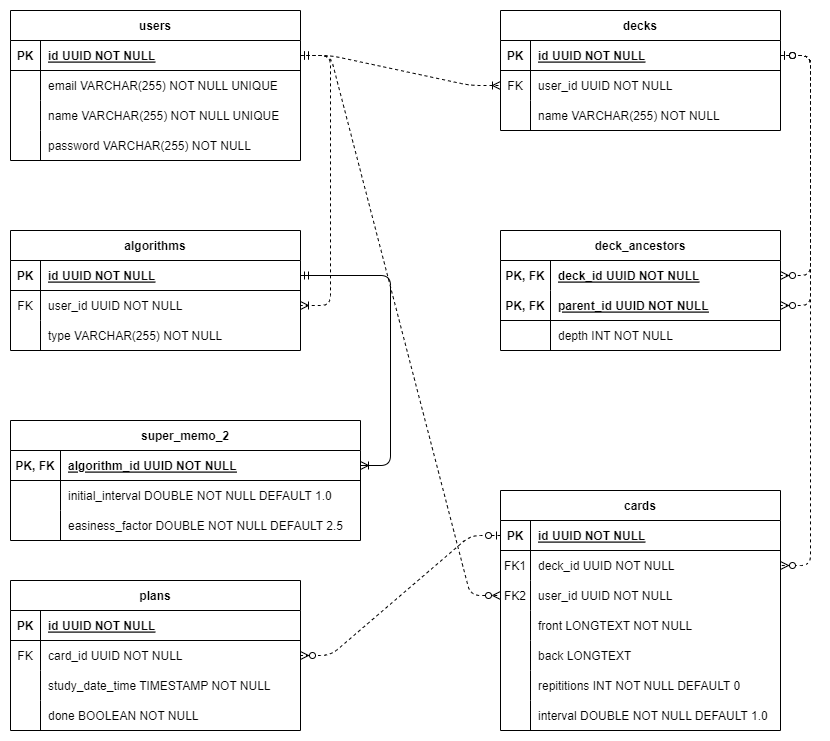 users
PK id UUID NOT NULL
email VARCHAR(255) NOT NULL UNIQUE
name VARCHAR(255) NOT NULL UNIQUE
password VARCHAR(255) NOT NULL
decks
PK id UUID NOT NULL
FK user_id UUID NOT NULL
name VARCHAR(255) NOT NULL
algorithms
PK id UUID NOT NULL
FK user_id UUID NOT NULL
type VARCHAR(255) NOT NULL
deck_ancestors
PK, FK deck_id UUID NOT NULL
PK, FK parent_id UUID NOT NULL
depth INT NOT NULL
super_memo_2
PK, FK algorithm_id UUID NOT NULL
initial_interval DOUBLE NOT NULL DEFAULT 1.0
easiness_factor DOUBLE NOT NULL DEFAULT 2.5
cards
PK id UUID NOT NULL
FK1 deck_id UUID NOT NULL
FK2 user_id UUID NOT NULL
front LONGTEXT NOT NULL
back LONGTEXT
repititions INT NOT NULL DEFAULT 0
interval DOUBLE NOT NULL DEFAULT 1.0
plans
PK id UUID NOT NULL
FK card_id UUID NOT NULL
study_date_time TIMESTAMP NOT NULL
done BOOLEAN NOT NULL